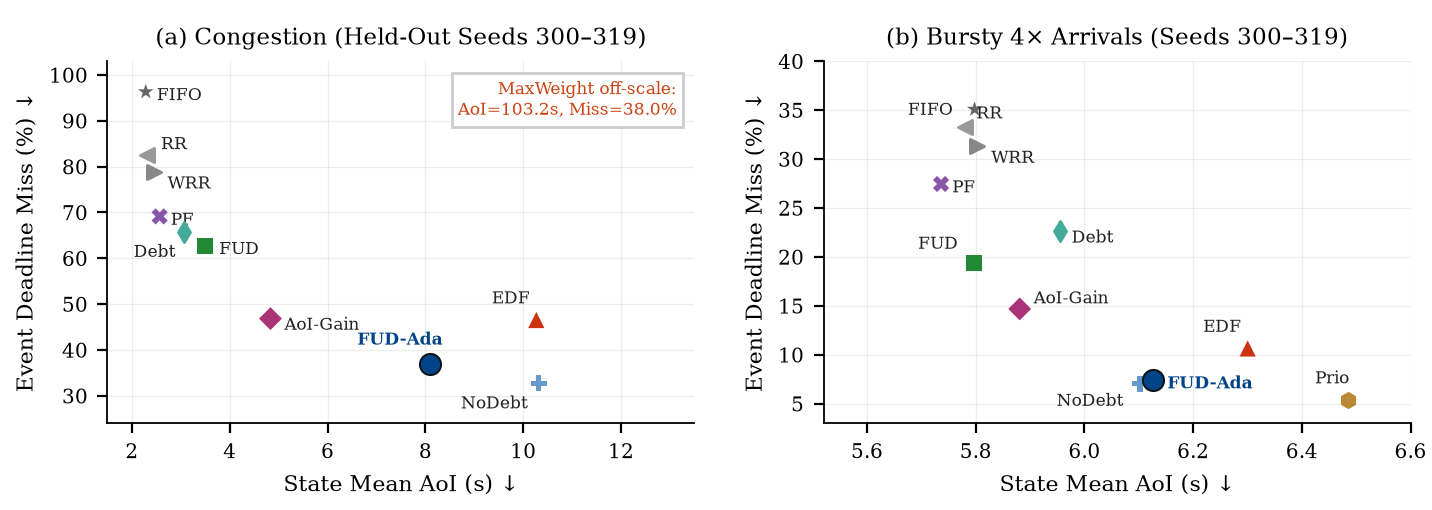 (a) Congestion (Held-Out Seeds 300–319)
Event Deadline Miss (%) ↓
100
90
80
70
60
50
40
30
FIFO
RR
WRR
PF
Debt
FUD
AoI-Gain
FUD-Ada
EDF
NoDebt
MaxWeight off-scale:
AoI=103.2s, Miss=38.0%
2
4
6
8
10
12
State Mean AoI (s) ↓
(b) Bursty 4× Arrivals (Seeds 300–319)
Event Deadline Miss (%) ↓
40
35
30
25
20
15
10
5
FIFO
RR
WRR
PF
Debt
FUD
AoI-Gain
EDF
Prio
FUD-Ada
NoDebt
5.6
5.8
6.0
6.2
6.4
6.6
State Mean AoI (s) ↓